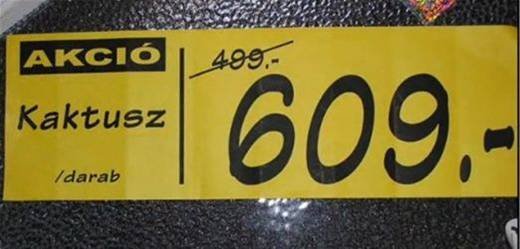 AKCIÓ
Kaktusz
/darab
499.-
609.-